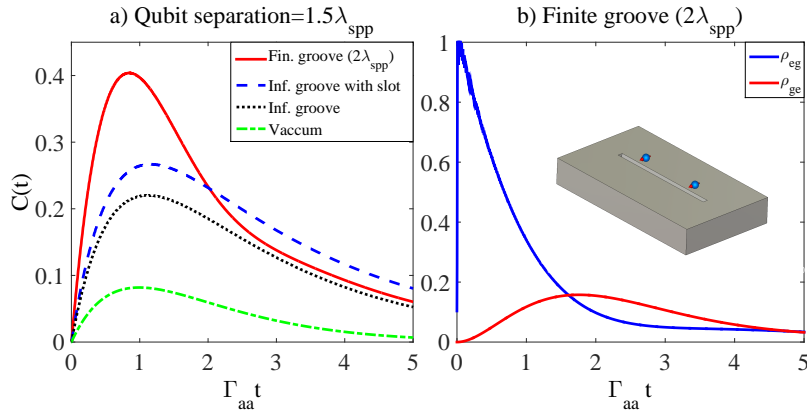 a) Qubit separation=1.5λspp
C(t)
0.4
0.3
0.2
0.1
0
0 1 2 3 4 5
Γaa t
Fin. groove (2λspp)
Inf. groove with slot
Inf. groove
Vaccum
b) Finite groove (2λspp)
1
0.8
0.6
0.4
0.2
0
0 1 2 3 4 5
Γaa t
ρeg
ρge